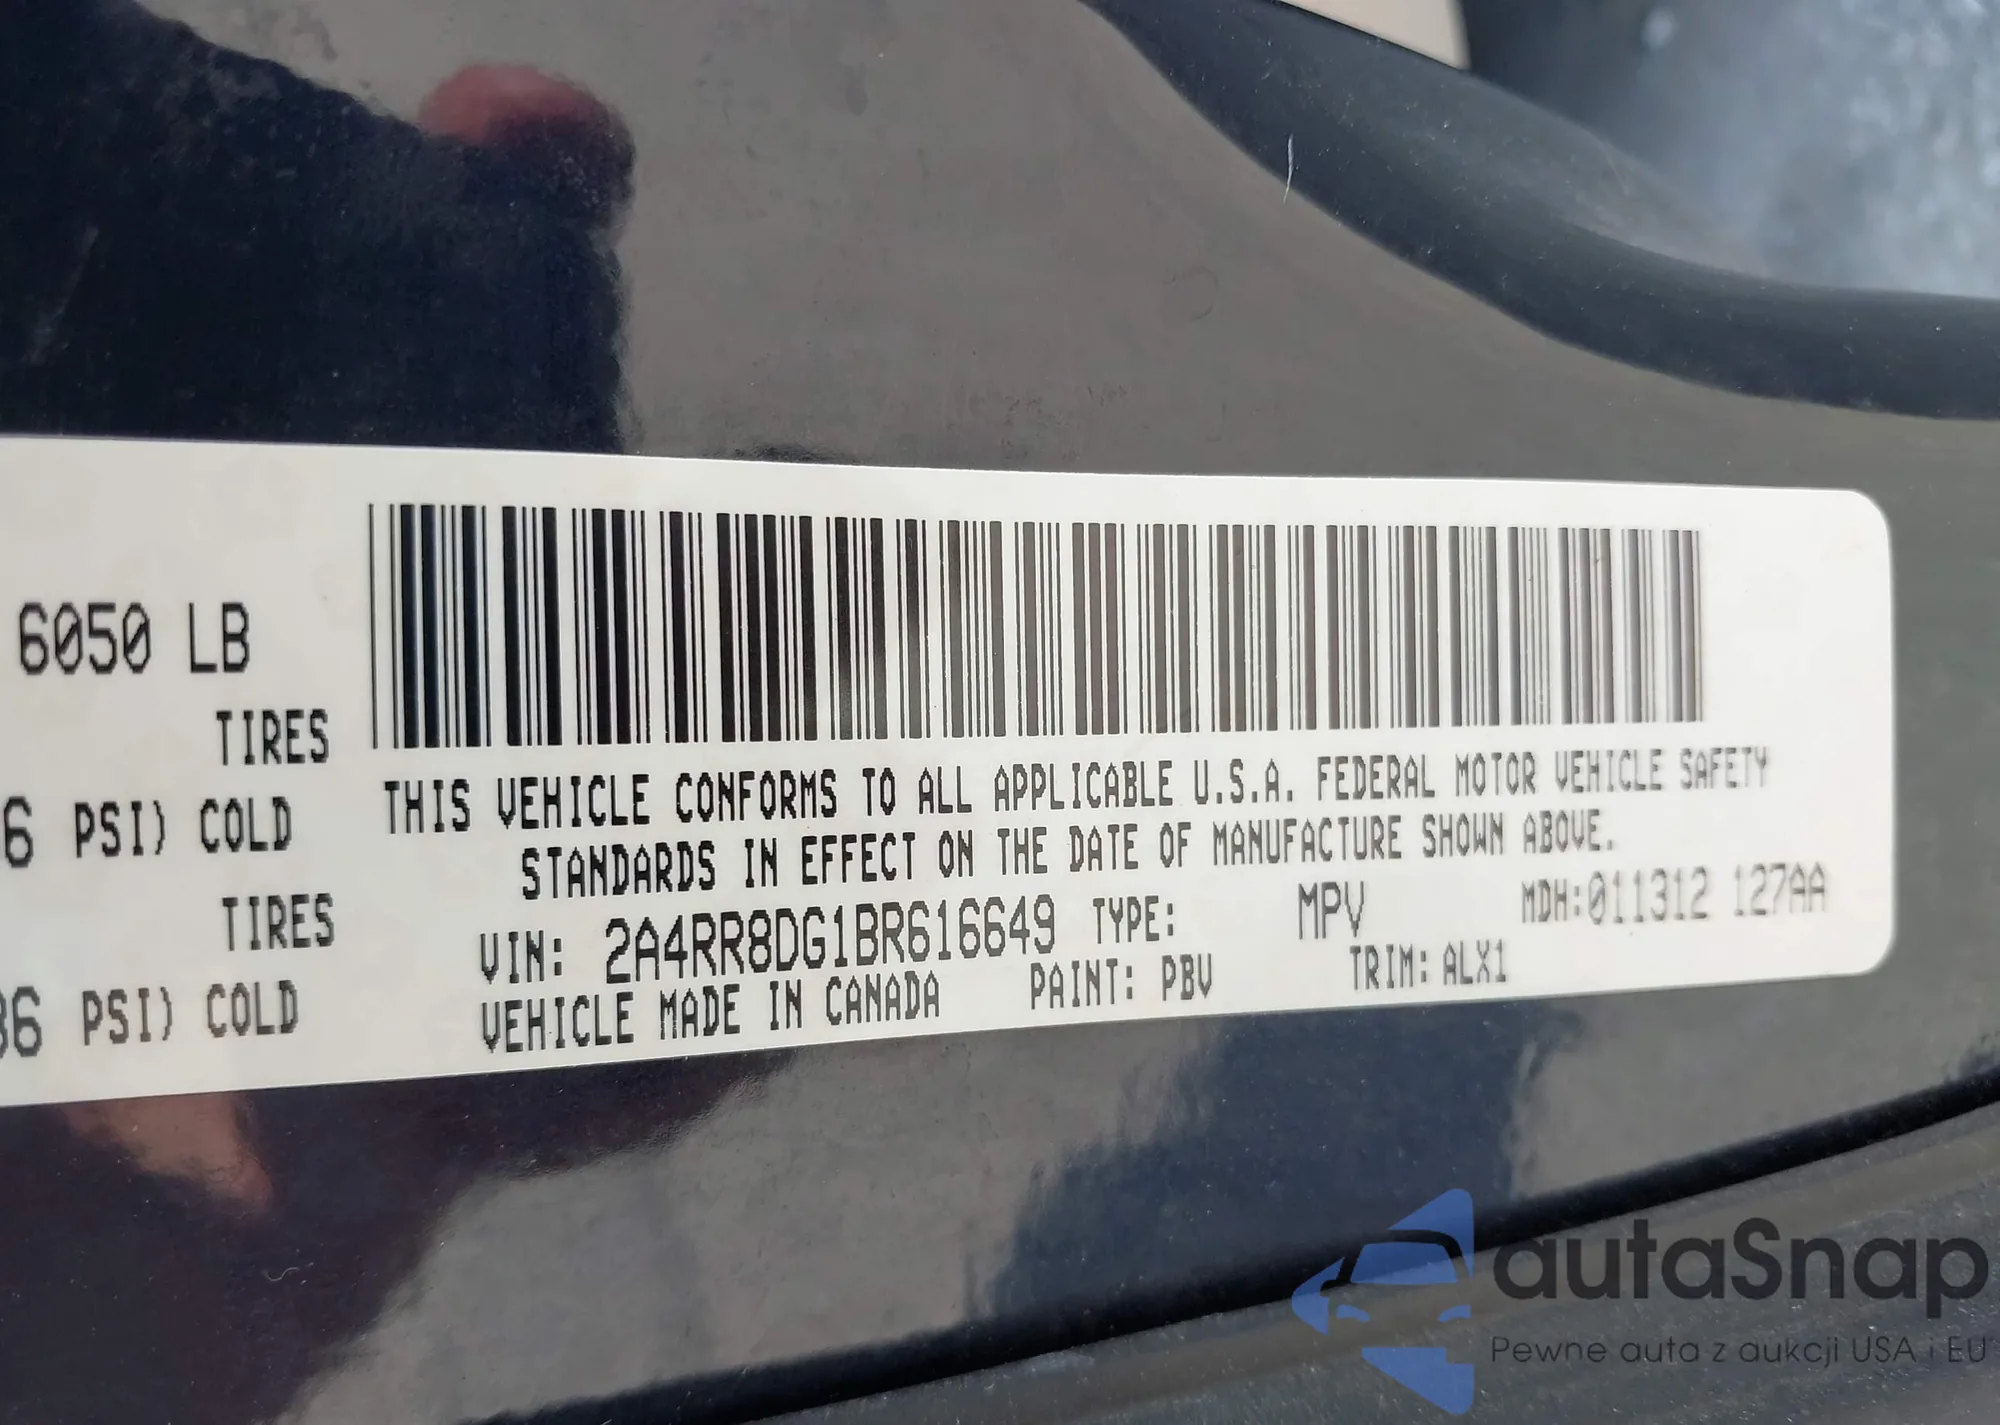 6050 LB
TIRES
6 PSI) COLD
TIRES
36 PSI) COLD
THIS VEHICLE CONFORMS TO ALL APPLICABLE U.S.A. FEDERAL MOTOR VEHICLE SAFETY
STANDARDS IN EFFECT ON THE DATE OF MANUFACTURE SHOWN ABOVE.
VIN: 2A4RR8DG1BR616649 TYPE: MPV MDH:011312 127AA
VEHICLE MADE IN CANADA PAINT: PBV TRIM: ALX1
autaSnap
Pewne auta z aukcji USA i EU